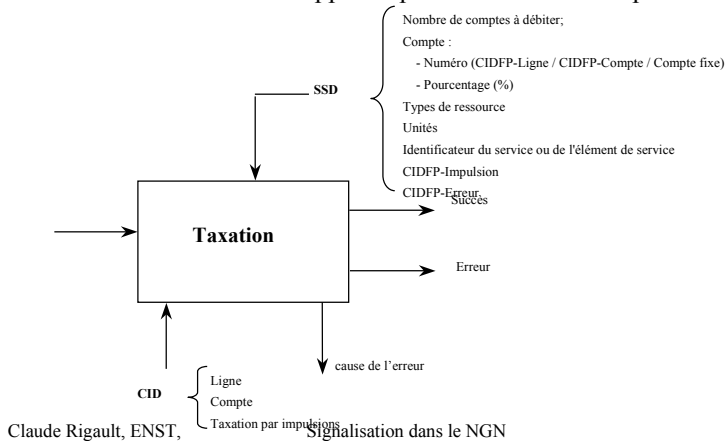 Nombre de comptes à débiter;
Compte :
- Numéro (CIDFP-Ligne / CIDFP-Compte / Compte fixe)
- Pourcentage (%)
SSD
Types de ressource
Unités
Identificateur du service ou de l'élément de service
CIDFP-Impulsion
CIDFP-Erreur
Succès
Taxation
Erreur
cause de l’erreur
CID
Ligne
Compte
Taxation par impulsions
Claude Rigault, ENST, Signalisation dans le NGN